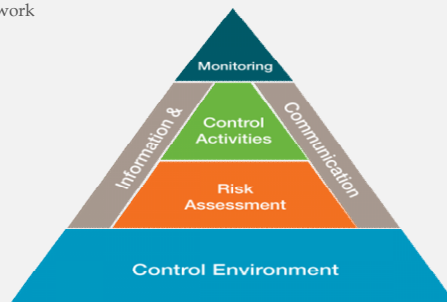 work
Monitoring
Information &
Communication
Control
Activities
Risk
Assessment
Control Environment